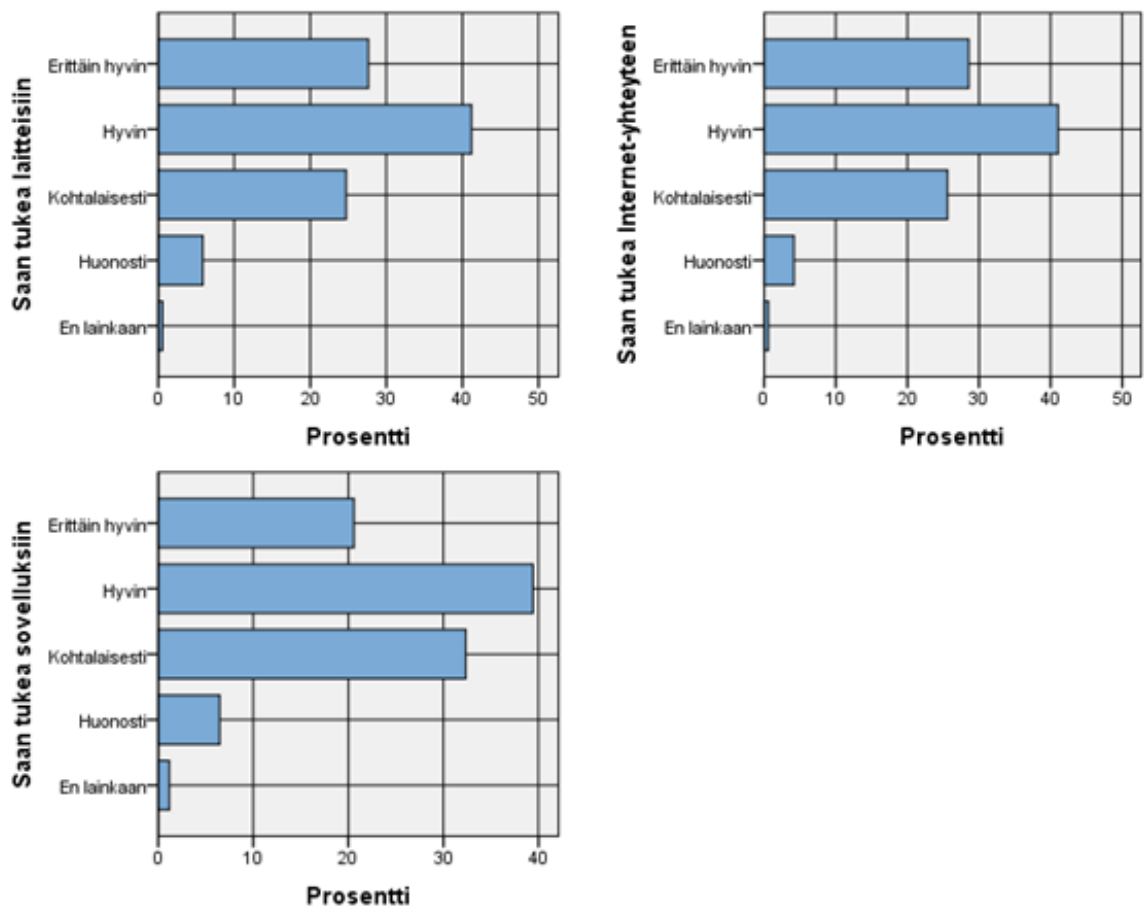 Saan tukea laitteisiin
Erittäin hyvin
Hyvin
Kohtalaisesti
Huonosti
En lainkaan
0 10 20 30 40 50
Prosentti
Saan tukea Internet-yhteyteen
Erittäin hyvin
Hyvin
Kohtalaisesti
Huonosti
En lainkaan
0 10 20 30 40 50
Prosentti
Saan tukea sovelluksiin
Erittäin hyvin
Hyvin
Kohtalaisesti
Huonosti
En lainkaan
0 10 20 30 40
Prosentti